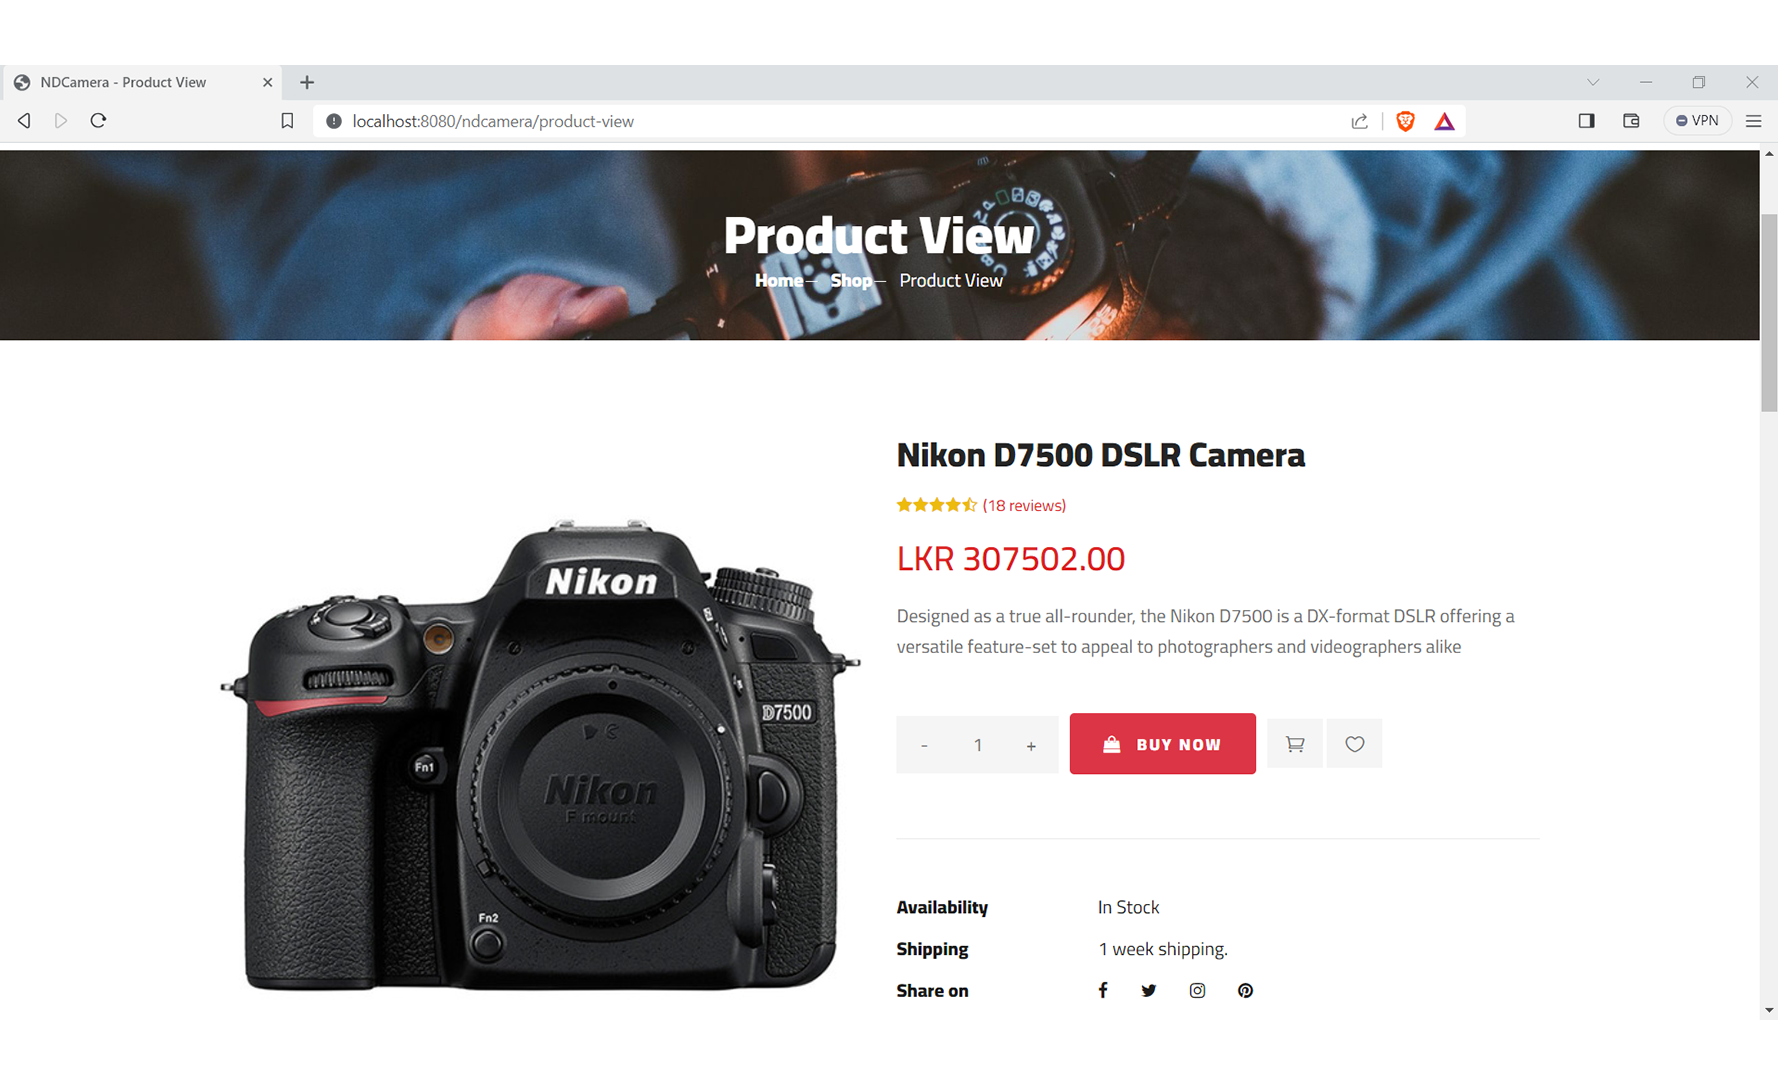 NDCamera - Product View
localhost:8080/ndcamera/product-view
VPN
Product View
Home— Shop— Product View
Nikon D7500 DSLR Camera
(18 reviews)
LKR 307502.00
Designed as a true all-rounder, the Nikon D7500 is a DX-format DSLR offering a
versatile feature-set to appeal to photographers and videographers alike
- 1 + BUY NOW
Availability In Stock
Shipping 1 week shipping.
Share on
Nikon
D7500
Fn1
Nikon
F mount
Fn2